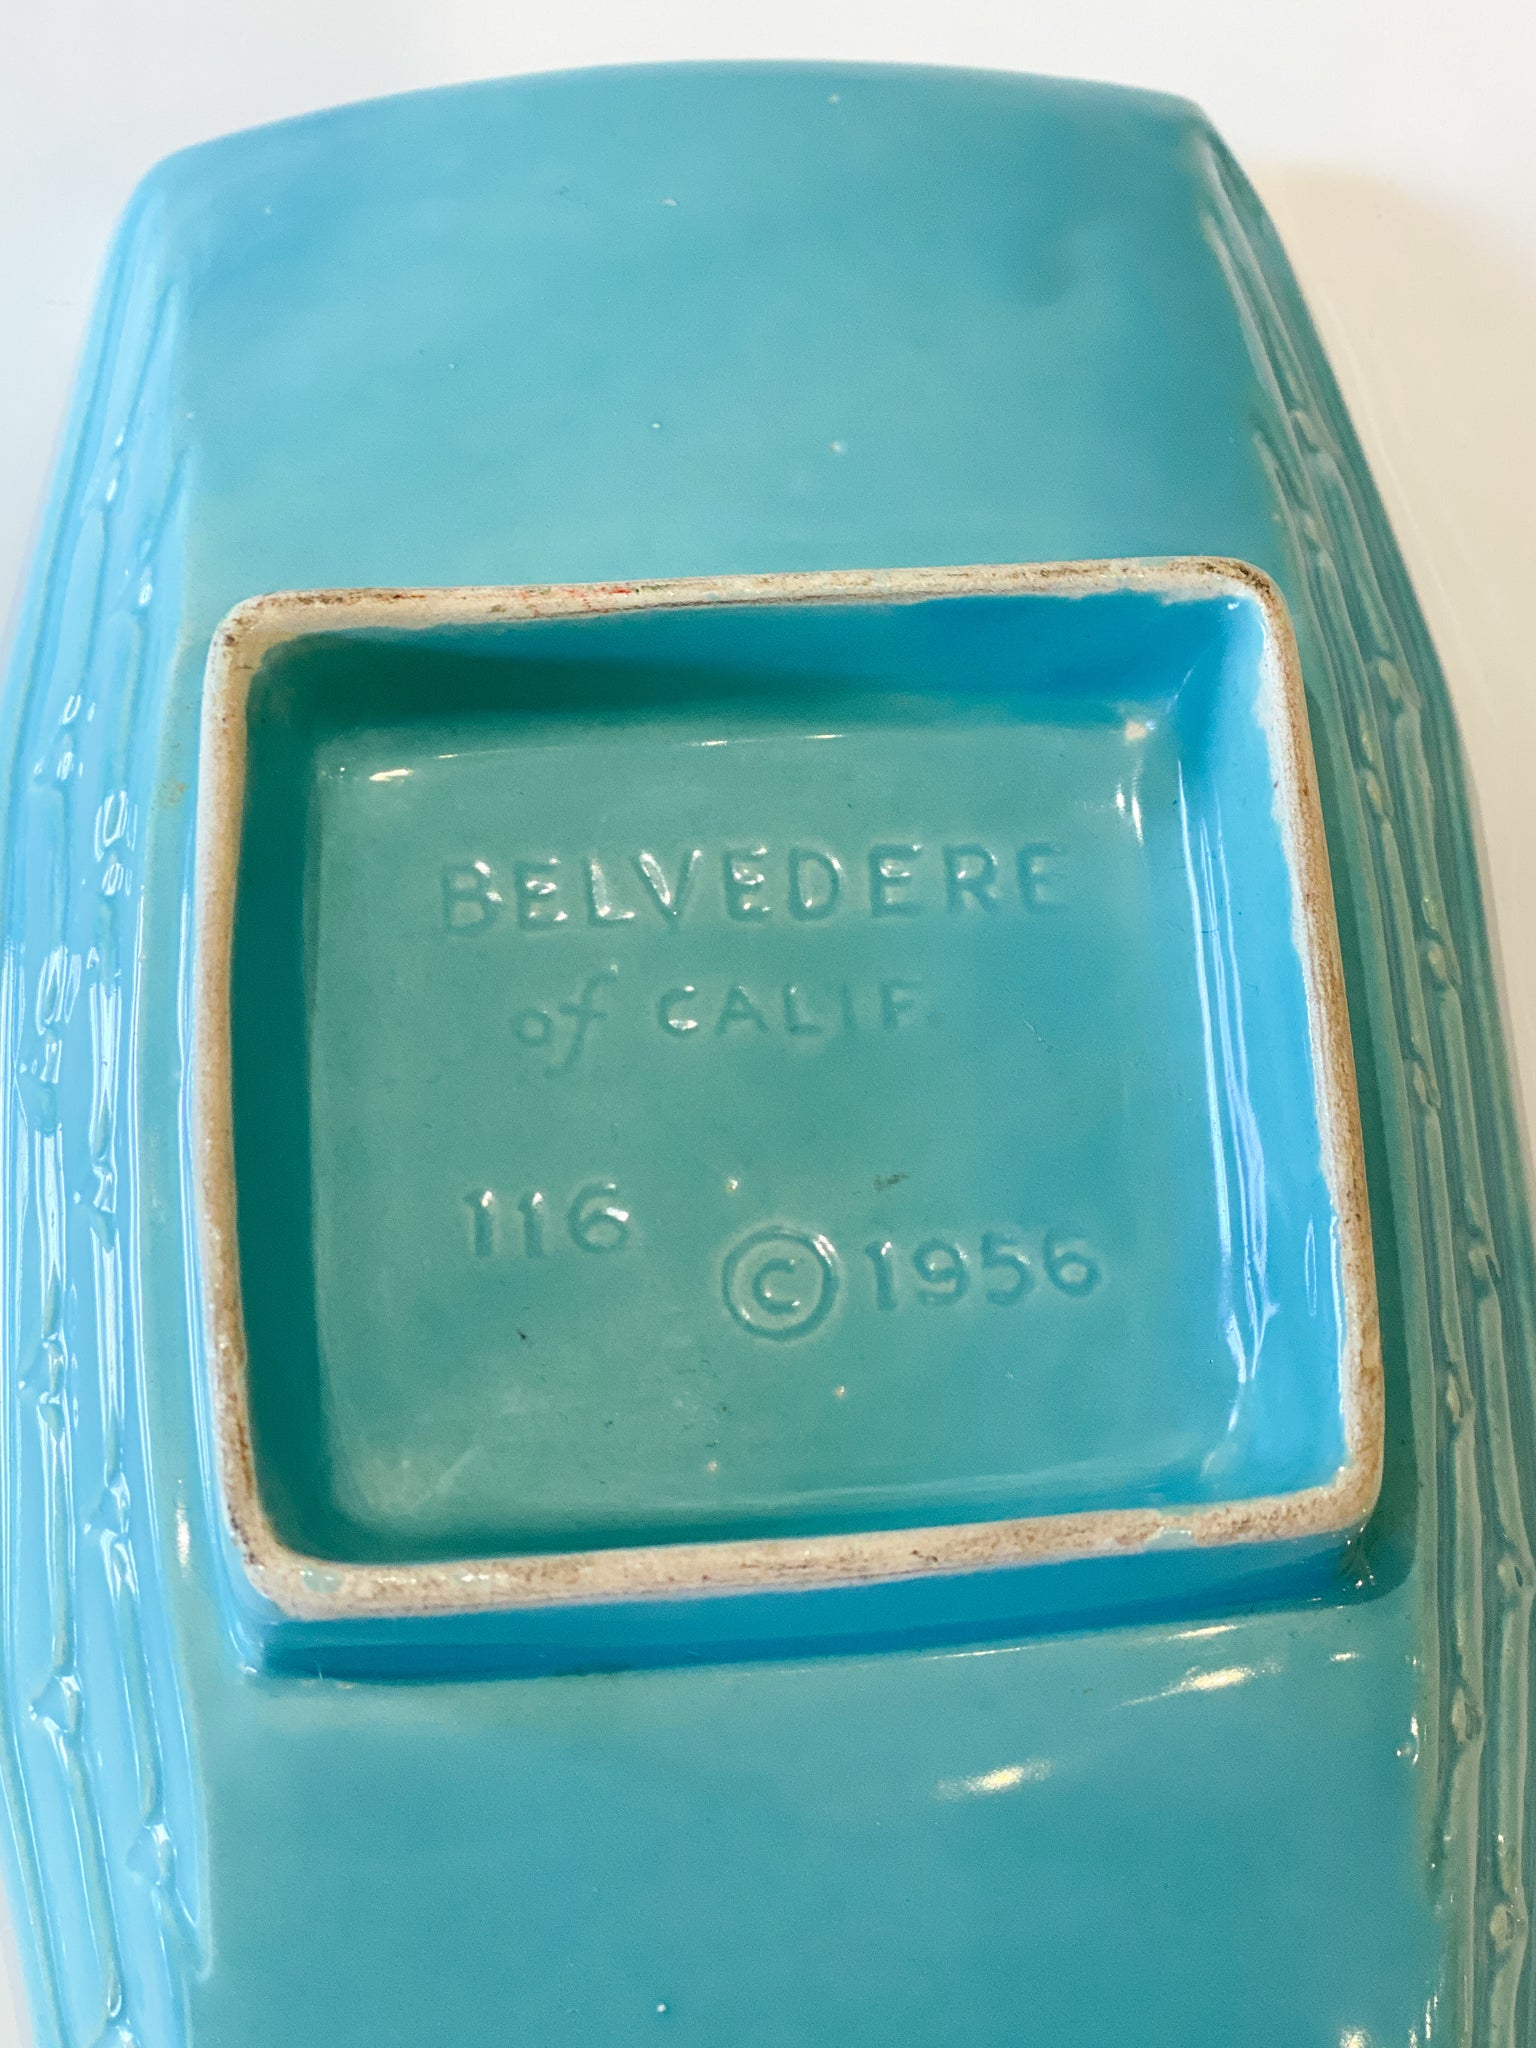 BELVEDERE
of CALIF.
116 © 1956